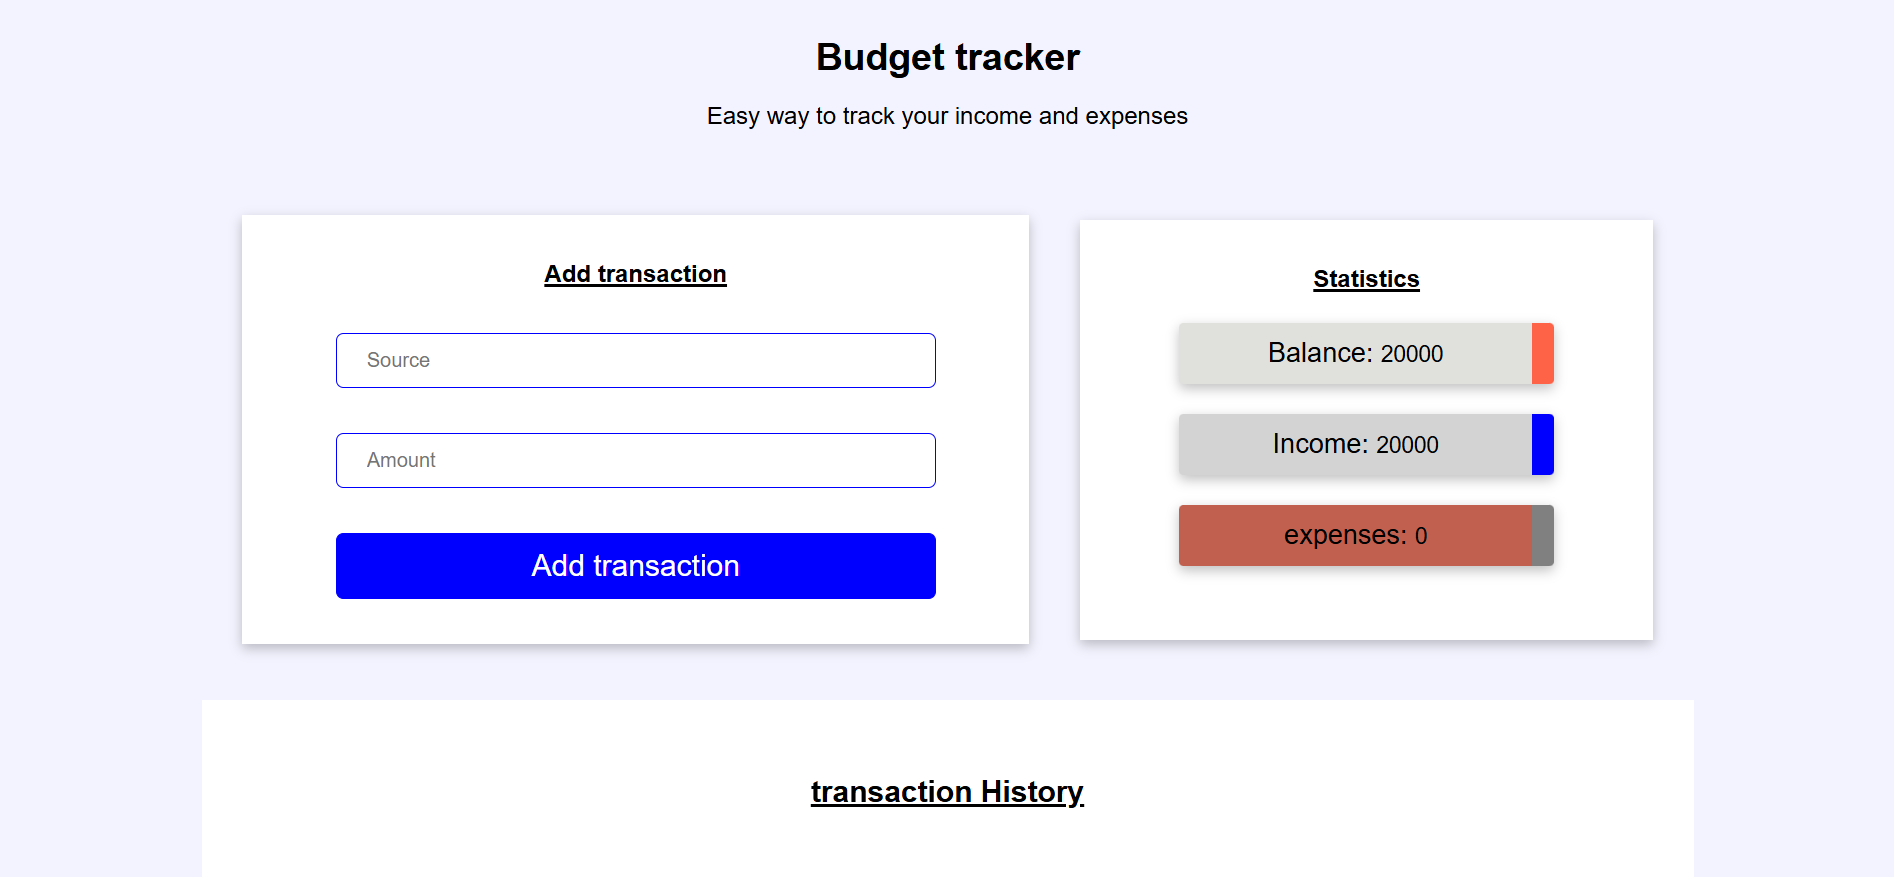 Budget tracker
Easy way to track your income and expenses
Add transaction
Source
Amount
Add transaction
Statistics
Balance: 20000
Income: 20000
expenses: 0
transaction History